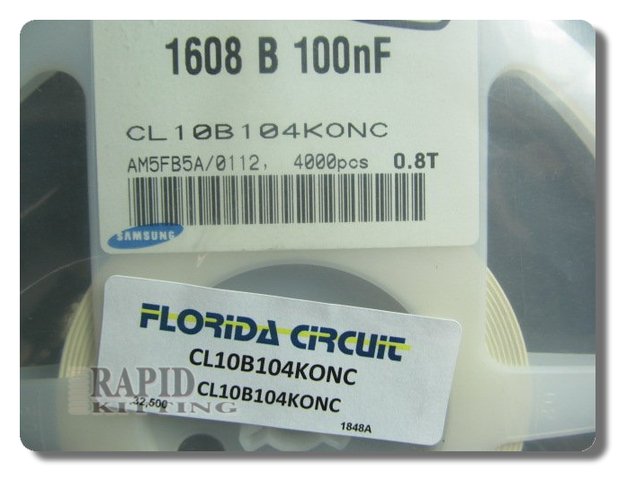 1608 B 100nF
CL10B104KONC
AM5FB5A/0112, 4000pcs 0.8T
SAMSUNG
FLORIDA CIRCUIT
CL10B104KONC
CL10B104KONC
32,500
1848A
RAPID
KITTING